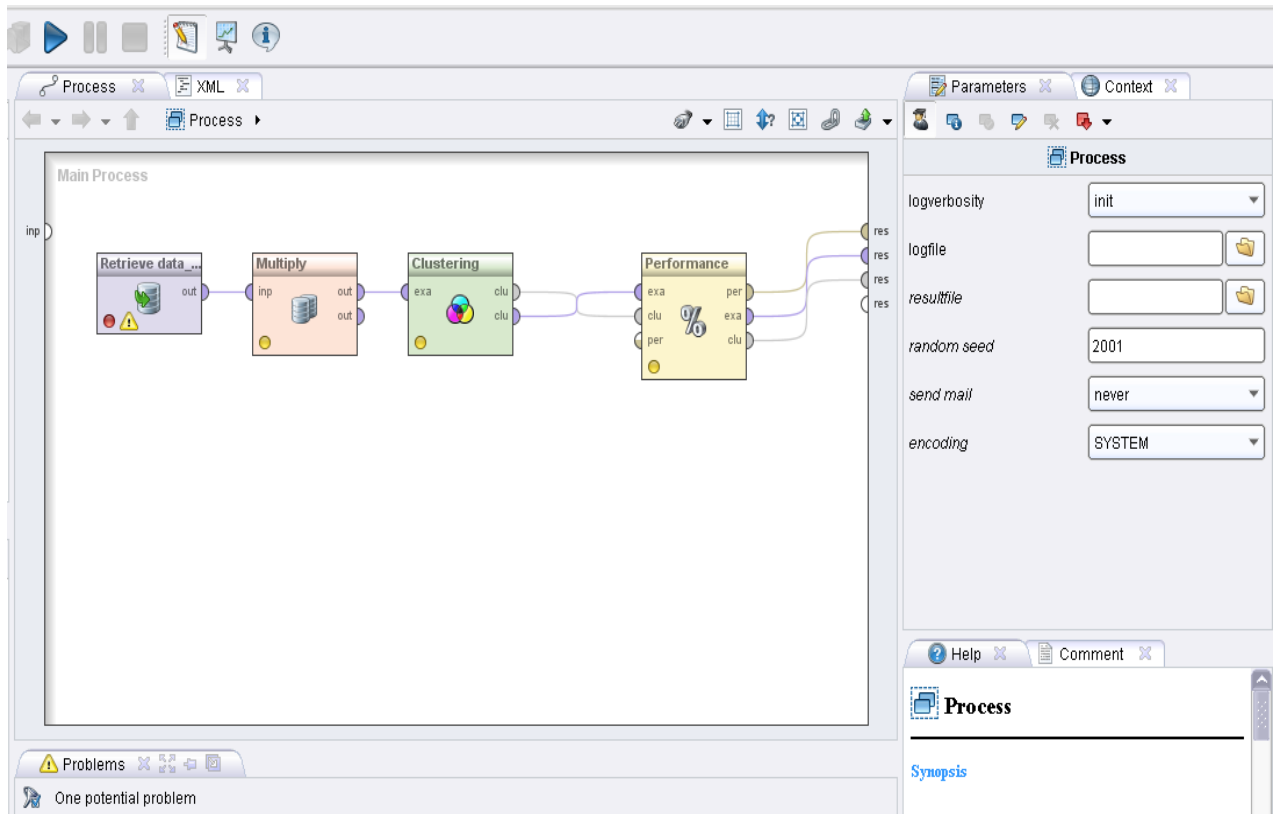 Process XML
Parameters Context
Process
Process
Main Process
logverbosity init
inp res
logfile
res
Retrieve data_... Multiply Clustering Performance
res
out inp out exa clu exa per
resultfile
out clu clu exa res
per clu
random seed 2001
send mail never
encoding SYSTEM
Help Comment
Process
Problems
Synopsis
One potential problem